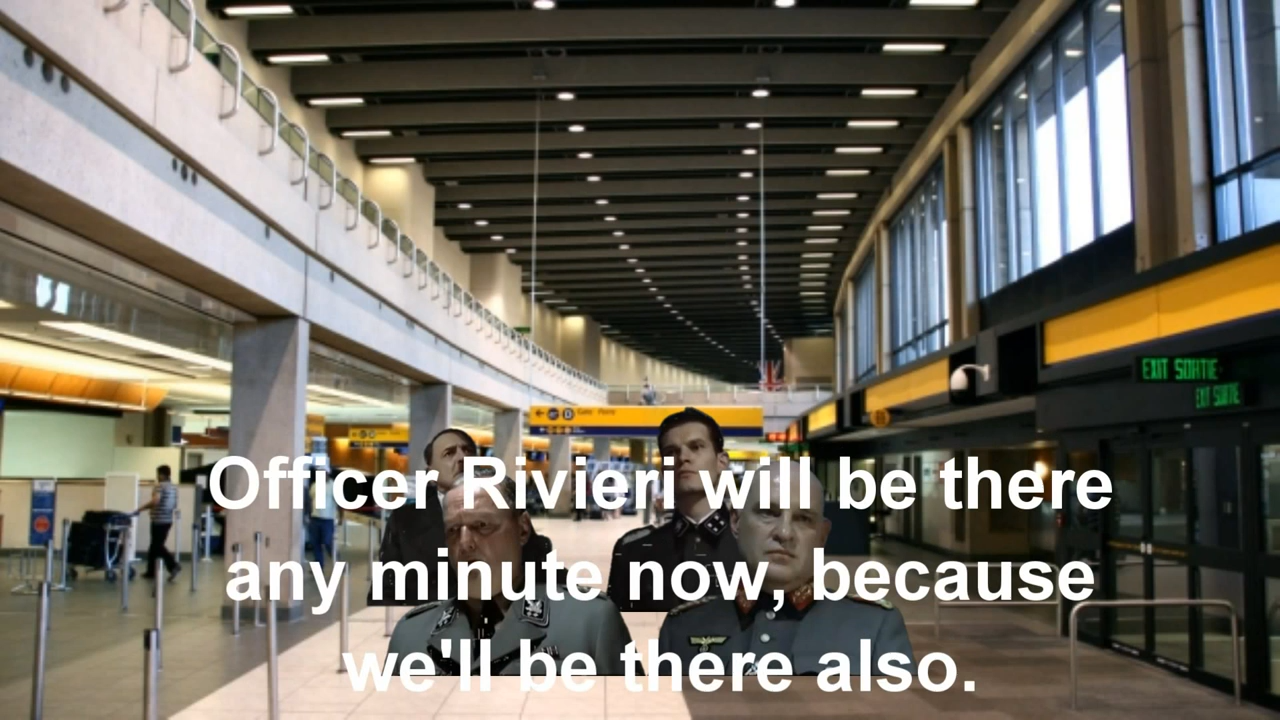 EXIT SORTIE
EXIT SORTIE
D
Officer Rivieri will be there
any minute now, because
we'll be there also.